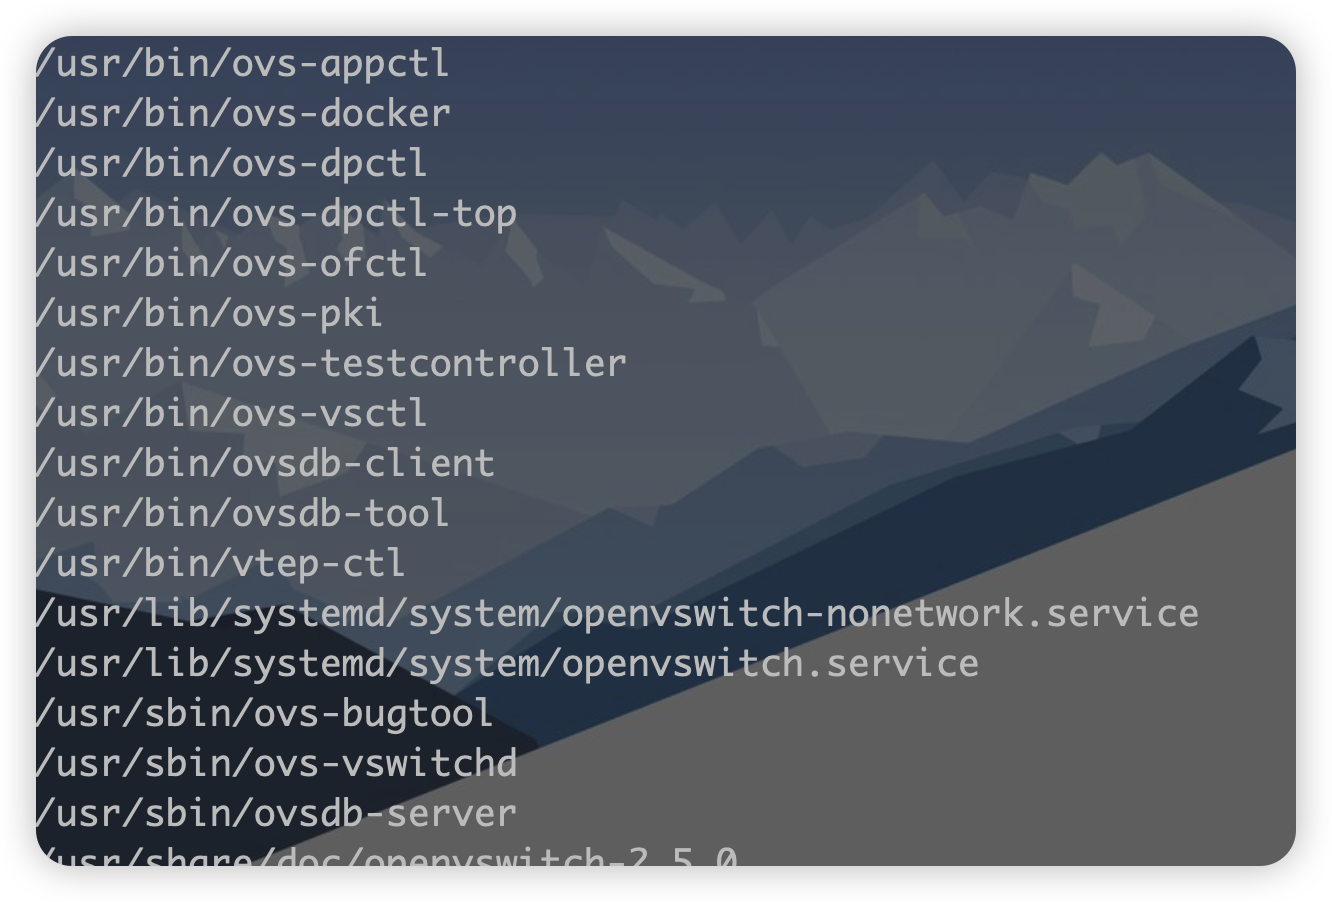 /usr/bin/ovs-appctl
/usr/bin/ovs-docker
/usr/bin/ovs-dpctl
/usr/bin/ovs-dpctl-top
/usr/bin/ovs-ofctl
/usr/bin/ovs-pki
/usr/bin/ovs-testcontroller
/usr/bin/ovs-vsctl
/usr/bin/ovsdb-client
/usr/bin/ovsdb-tool
/usr/bin/vtep-ctl
/usr/lib/systemd/system/openvswitch-nonetwork.service
/usr/lib/systemd/system/openvswitch.service
/usr/sbin/ovs-bugtool
/usr/sbin/ovs-vswitchd
/usr/sbin/ovsdb-server
/usr/share/doc/openvswitch-2.5.0